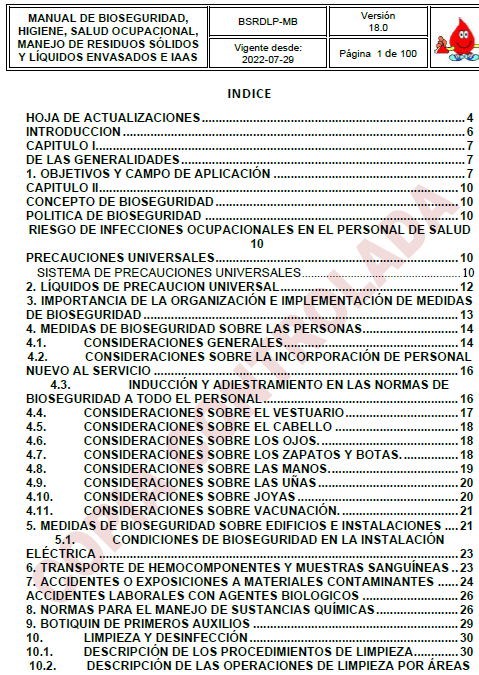 MANUAL DE BIOSEGURIDAD,
HIGIENE, SALUD OCUPACIONAL,
MANEJO DE RESIDUOS SÓLIDOS
Y LÍQUIDOS ENVASADOS E IAAS
BSRDLP-MB
Versión
18.0
Vigente desde:
2022-07-29
Página 1 de 100
INDICE
HOJA DE ACTUALIZACIONES 4
INTRODUCCION 6
CAPITULO I 7
DE LAS GENERALIDADES 7
1. OBJETIVOS Y CAMPO DE APLICACIÓN 7
CAPITULO II 10
CONCEPTO DE BIOSEGURIDAD 10
POLITICA DE BIOSEGURIDAD 10
RIESGO DE INFECCIONES OCUPACIONALES EN EL PERSONAL DE SALUD
10
PRECAUCIONES UNIVERSALES 10
SISTEMA DE PRECAUCIONES UNIVERSALES 10
2. LÍQUIDOS DE PRECAUCION UNIVERSAL 12
3. IMPORTANCIA DE LA ORGANIZACIÓN E IMPLEMENTACIÓN DE MEDIDAS
DE BIOSEGURIDAD 13
4. MEDIDAS DE BIOSEGURIDAD SOBRE LAS PERSONAS 14
4.1. CONSIDERACIONES GENERALES 14
4.2. CONSIDERACIONES SOBRE LA INCORPORACIÓN DE PERSONAL
NUEVO AL SERVICIO 16
4.3. INDUCCIÓN Y ADIESTRAMIENTO EN LAS NORMAS DE
BIOSEGURIDAD A TODO EL PERSONAL 16
4.4. CONSIDERACIONES SOBRE EL VESTUARIO 17
4.5. CONSIDERACIONES SOBRE EL CABELLO 18
4.6. CONSIDERACIONES SOBRE LOS OJOS. 18
4.7. CONSIDERACIONES SOBRE LOS ZAPATOS Y BOTAS. 18
4.8. CONSIDERACIONES SOBRE LAS MANOS. 19
4.9. CONSIDERACIONES SOBRE LAS UÑAS 20
4.10. CONSIDERACIONES SOBRE JOYAS 20
4.11. CONSIDERACIONES SOBRE VACUNACIÓN. 21
5. MEDIDAS DE BIOSEGURIDAD SOBRE EDIFICIOS E INSTALACIONES 21
5.1. CONDICIONES DE BIOSEGURIDAD EN LA INSTALACIÓN
ELÉCTRICA 23
6. TRANSPORTE DE HEMOCOMPONENTES Y MUESTRAS SANGUÍNEAS 23
7. ACCIDENTES O EXPOSICIONES A MATERIALES CONTAMINANTES 24
ACCIDENTES LABORALES CON AGENTES BIOLOGICOS 26
8. NORMAS PARA EL MANEJO DE SUSTANCIAS QUÍMICAS 26
9. BOTIQUIN DE PRIMEROS AUXILIOS 29
10. LIMPIEZA Y DESINFECCIÓN 30
10.1. DESCRIPCIÓN DE LOS PROCEDIMIENTOS DE LIMPIEZA 30
10.2. DESCRIPCIÓN DE LAS OPERACIONES DE LIMPIEZA POR ÁREAS
COPIA CONTROLADA